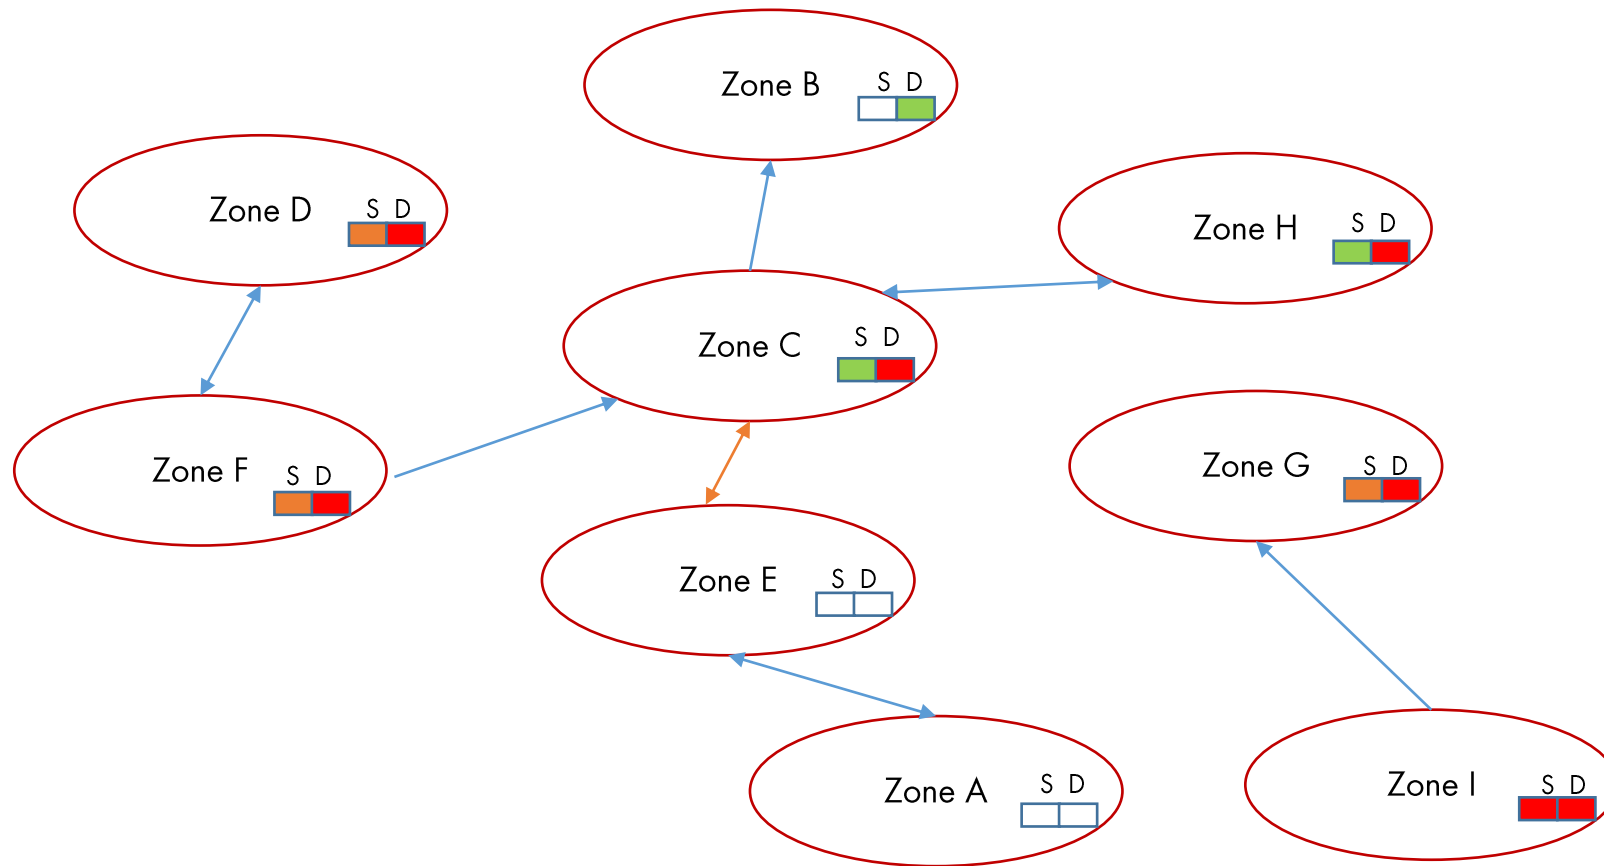 Zone B
S D
Zone D
S D
Zone H
S D
Zone C
S D
Zone F
S D
Zone G
S D
Zone E
S D
Zone A
S D
Zone I
S D